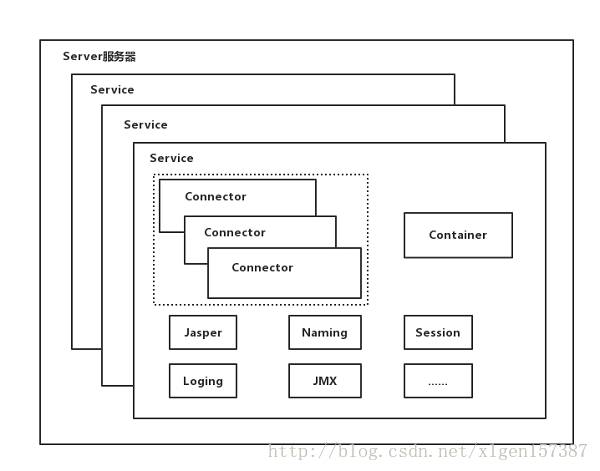 Server服务器
Service
Service
Service
Connector
Connector
Connector
Container
Jasper
Naming
Session
Loging
JMX
......
http://blog.csdn.net/xlgen157387